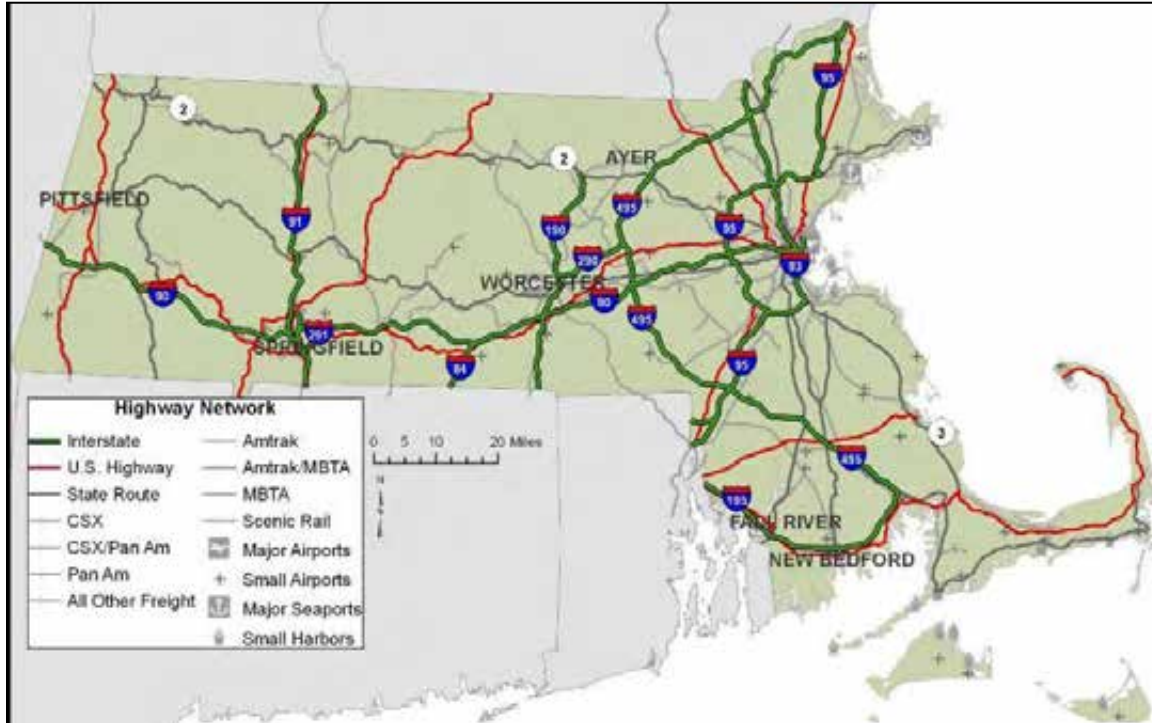 95
2
2
AYER
PITTSFIELD
495
91
190
95
290
93
WORCESTER
90
90
495
291
SPRINGFIELD
95
84
Highway Network
Interstate
U.S. Highway
State Route
CSX
CSX/Pan Am
Pan Am
All Other Freight
Amtrak
Amtrak/MBTA
MBTA
Scenic Rail
Major Airports
Small Airports
Major Seaports
Small Harbors
0 5 10 20 Miles
3
495
195
FALL RIVER
NEW BEDFORD